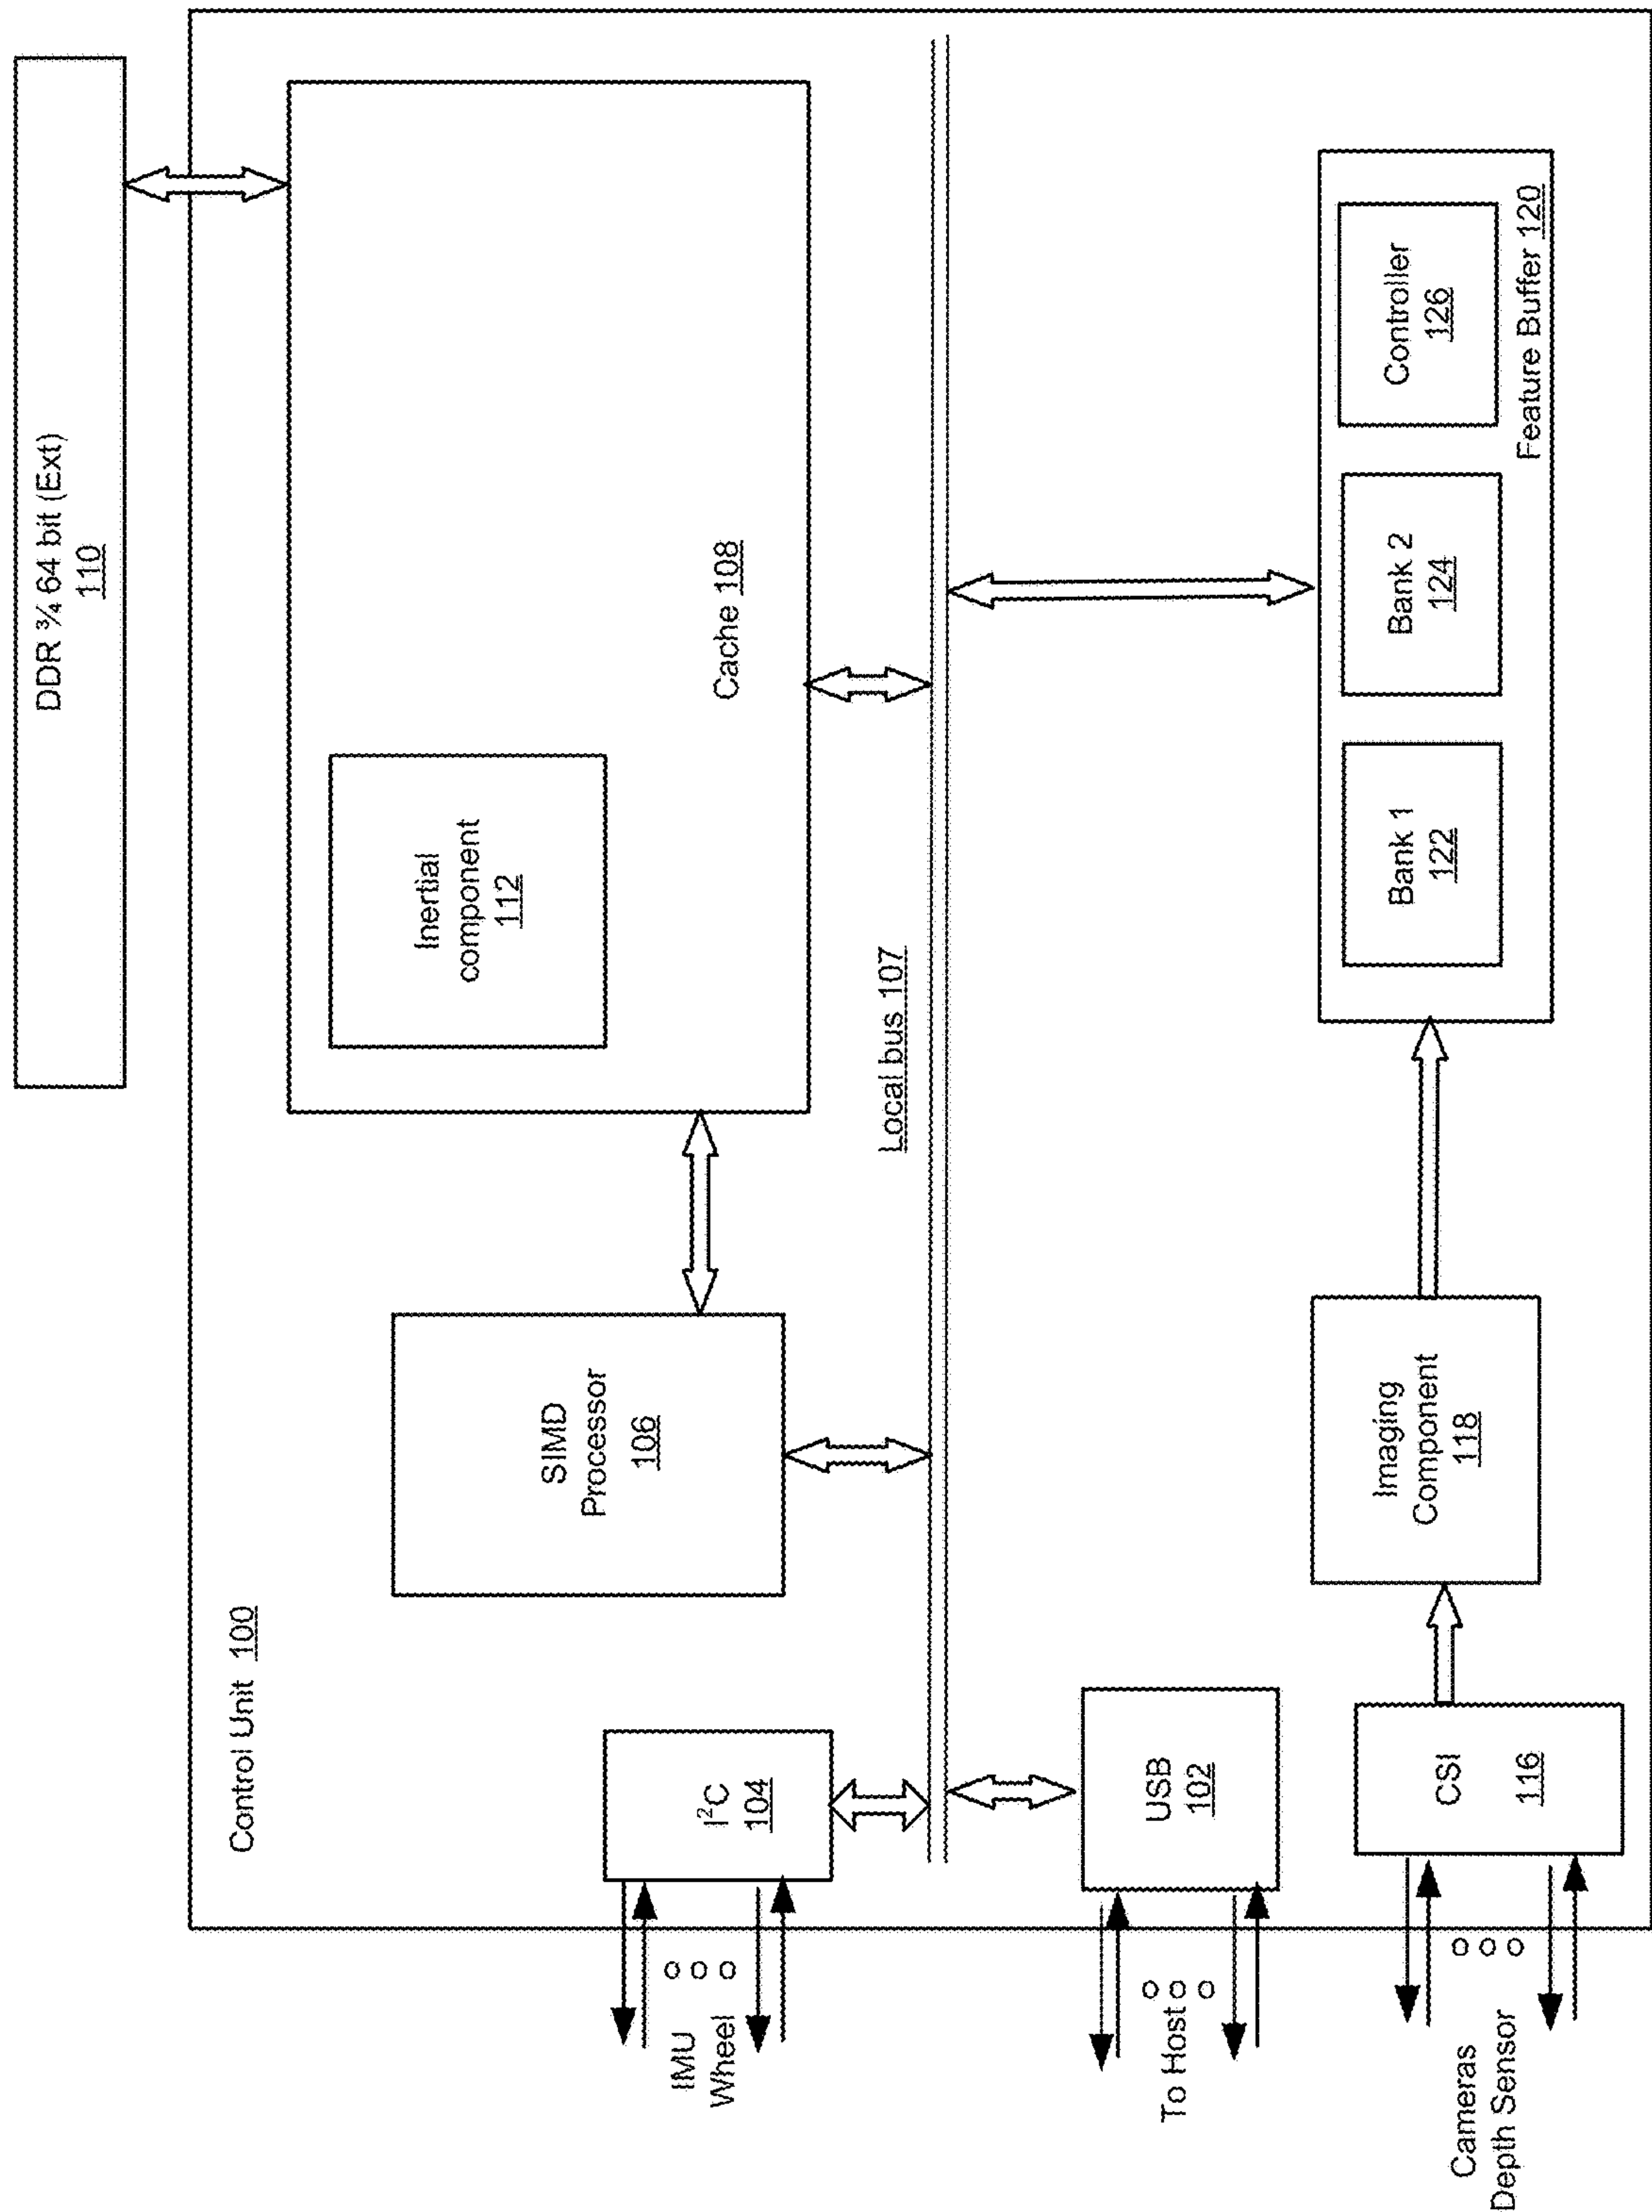 DDR ¾ 64 bit (Ext)
110
Control Unit 100
Inertial
component
112
Cache 108
SIMD
Processor
106
I²C
104
IMU
Wheel
Local bus 107
USB
102
To Host
CSI
116
Cameras
Depth Sensor
Imaging
Component
118
Bank 1
122
Bank 2
124
Controller
126
Feature Buffer 120